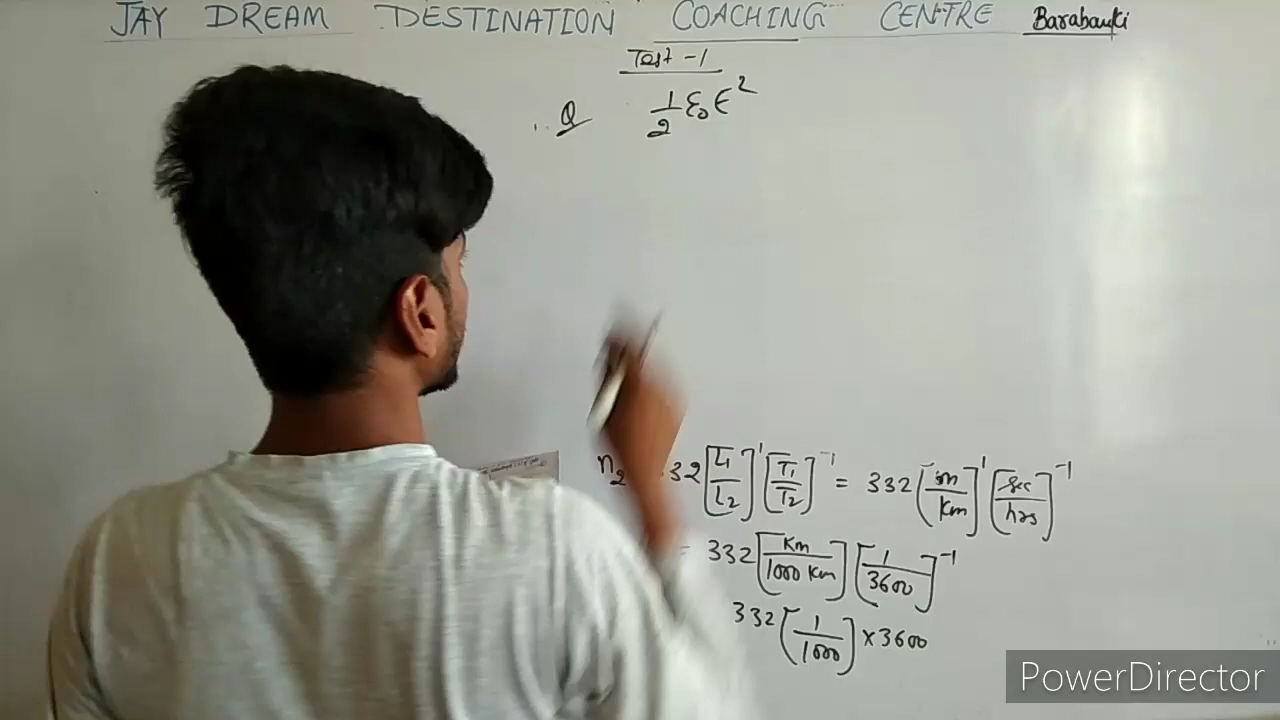 JAY DREAM DESTINATION COACHING CENTRE Barabanki
Test -1
Q 1/2 ε₀E²
n₂ 32 [L₁/L₂]¹ [T₁/T₂]⁻¹ = 332 [m/Km]¹ [sec/hrs]⁻¹
= 332 [Km/1000 Km] [1/3600]⁻¹
332 [1/1000] × 3600
PowerDirector